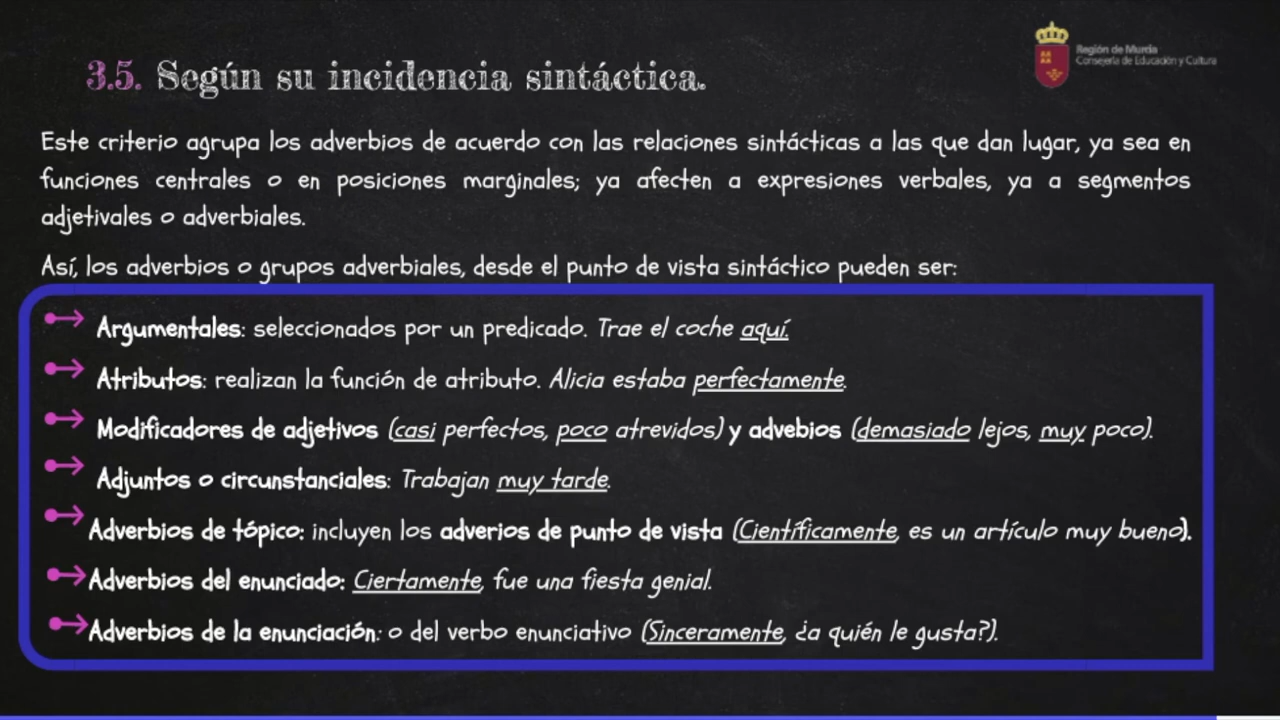 3.5. Según su incidencia sintáctica.
Región de Murcia
Consejería de Educación y Cultura
Este criterio agrupa los adverbios de acuerdo con las relaciones sintácticas a las que dan lugar, ya sea en
funciones centrales o en posiciones marginales; ya afecten a expresiones verbales, ya a segmentos
adjetivales o adverbiales.
Así, los adverbios o grupos adverbiales, desde el punto de vista sintáctico pueden ser:
Argumentales: seleccionados por un predicado. Trae el coche aquí.
Atributos: realizan la función de atributo. Alicia estaba perfectamente.
Modificadores de adjetivos (casi perfectos, poco atrevidos) y advebios (demasiado lejos, muy poco).
Adjuntos o circunstanciales: Trabajan muy tarde.
Adverbios de tópico: incluyen los adverios de punto de vista (Científicamente, es un artículo muy bueno).
Adverbios del enunciado: Ciertamente, fue una fiesta genial.
Adverbios de la enunciación: o del verbo enunciativo (Sinceramente, ¿a quién le gusta?).